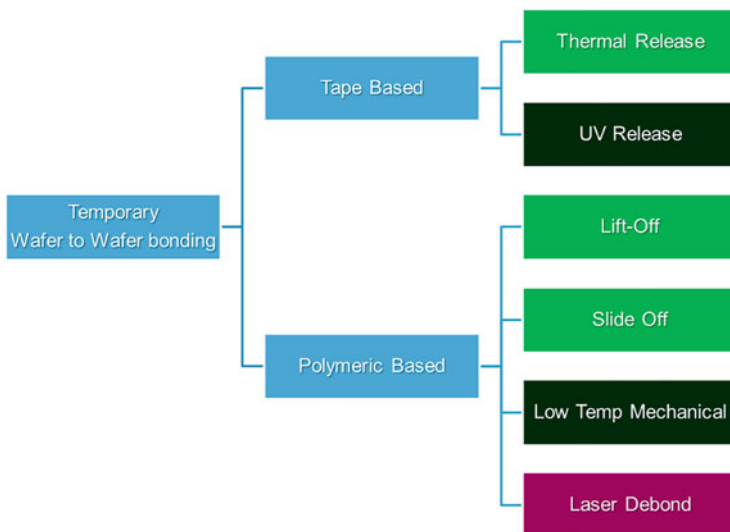 Thermal Release
Tape Based
UV Release
Temporary
Wafer to Wafer bonding
Lift-Off
Slide Off
Polymeric Based
Low Temp Mechanical
Laser Debond